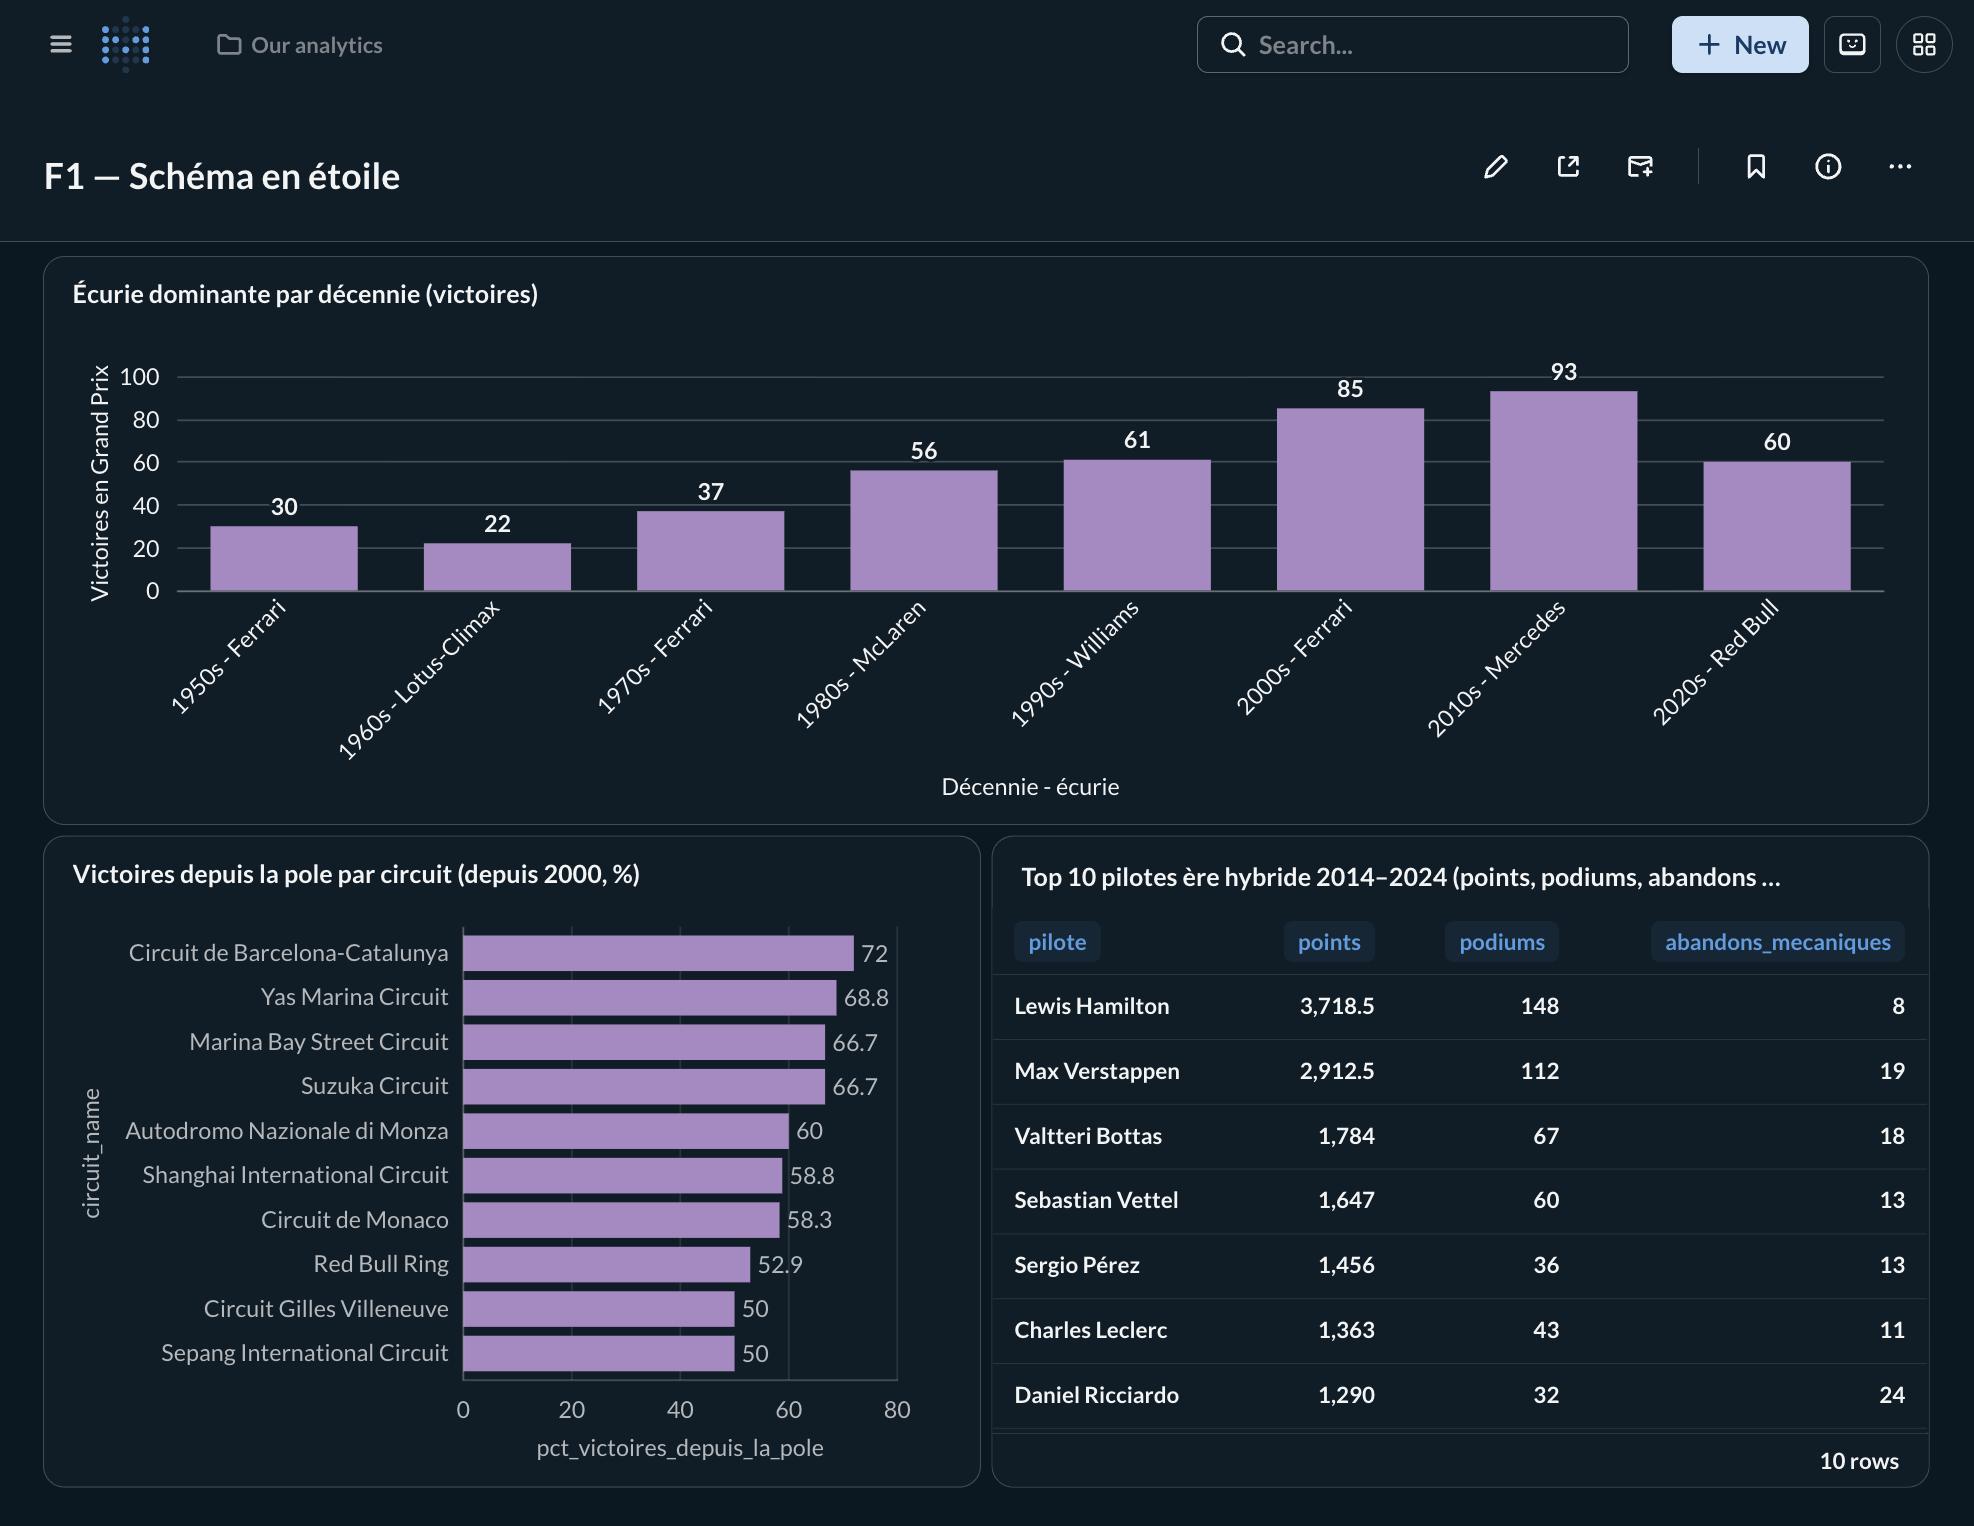 Our analytics
Search...
New
F1 — Schéma en étoile
Écurie dominante par décennie (victoires)
Victoires en Grand Prix
100
80
60
40
20
0
30
22
37
56
61
85
93
60
1950s - Ferrari
1960s - Lotus-Climax
1970s - Ferrari
1980s - McLaren
1990s - Williams
2000s - Ferrari
2010s - Mercedes
2020s - Red Bull
Décennie - écurie
Victoires depuis la pole par circuit (depuis 2000, %)
circuit_name
Circuit de Barcelona-Catalunya 72
Yas Marina Circuit 68.8
Marina Bay Street Circuit 66.7
Suzuka Circuit 66.7
Autodromo Nazionale di Monza 60
Shanghai International Circuit 58.8
Circuit de Monaco 58.3
Red Bull Ring 52.9
Circuit Gilles Villeneuve 50
Sepang International Circuit 50
0 20 40 60 80
pct_victoires_depuis_la_pole
Top 10 pilotes ère hybride 2014–2024 (points, podiums, abandons ...
pilote points podiums abandons_mecaniques
Lewis Hamilton 3,718.5 148 8
Max Verstappen 2,912.5 112 19
Valtteri Bottas 1,784 67 18
Sebastian Vettel 1,647 60 13
Sergio Pérez 1,456 36 13
Charles Leclerc 1,363 43 11
Daniel Ricciardo 1,290 32 24
10 rows